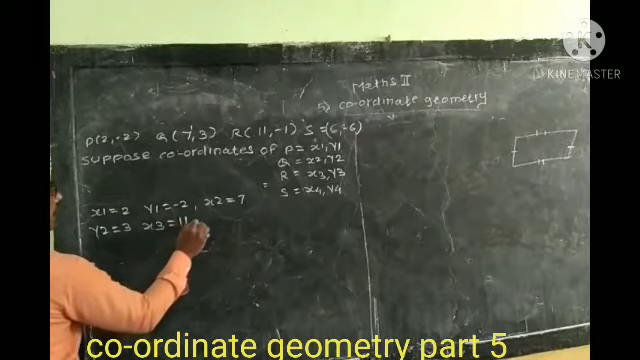 Maths II
5) co-ordinate geometry
P(2,-2) Q(7,3) R(11,-1) S=(6,-6)
suppose co-ordinates of P=x1,y1
Q=x2,y2
R=x3,y3
S=x4,y4
x1=2 y1=-2, x2=7
y2=3 x3=11
co-ordinate geometry part 5
K
KINEMASTER